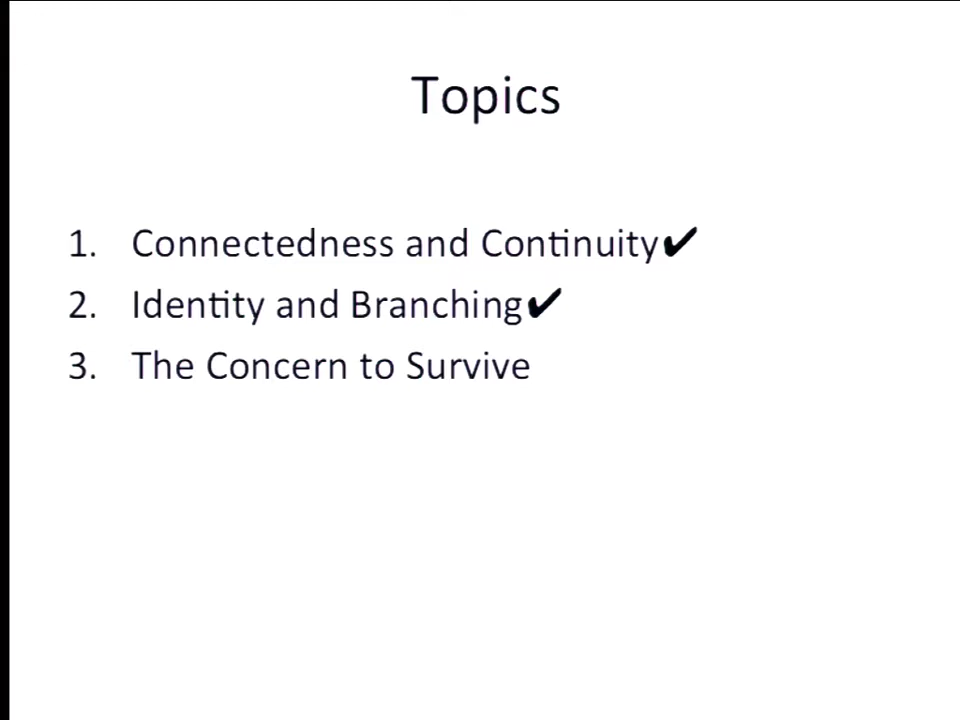 Topics
1. Connectedness and Continuity✔
2. Identity and Branching✔
3. The Concern to Survive